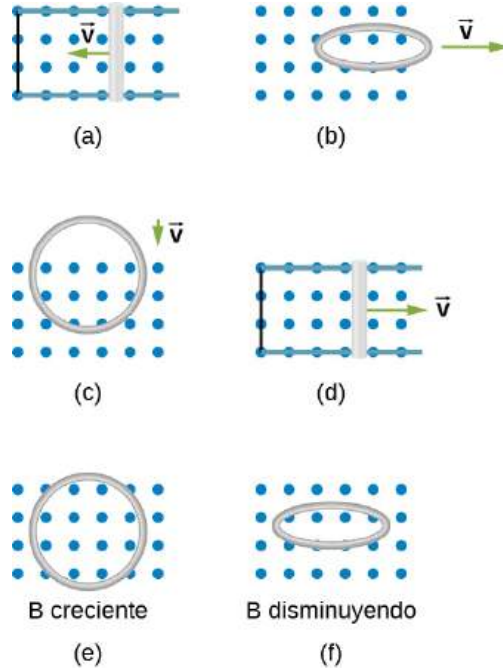 v⃗
v⃗
(a)
(b)
v⃗
v⃗
(c)
(d)
B creciente
B disminuyendo
(e)
(f)